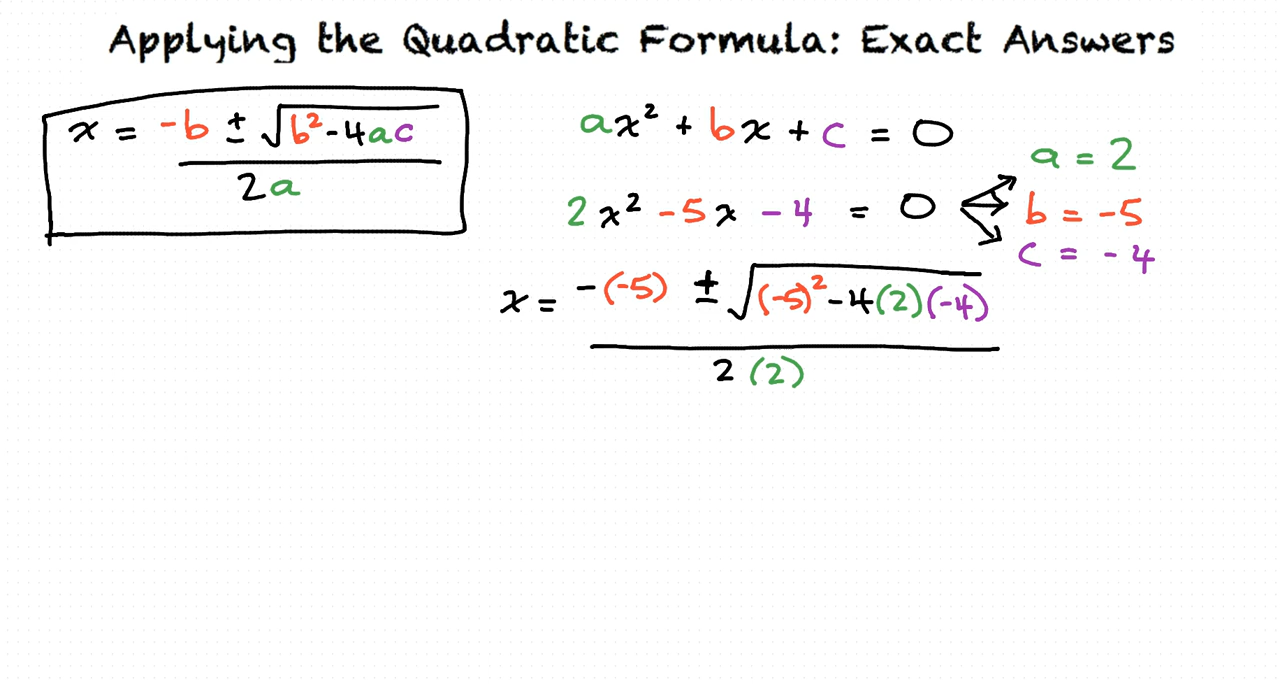 Applying the Quadratic Formula: Exact Answers
x = -b ± √b²-4ac
2a
ax² + bx + c = 0
2x² -5x -4 = 0
a = 2
b = -5
c = -4
x = -(-5) ± √(-5)²-4(2)(-4)
2(2)